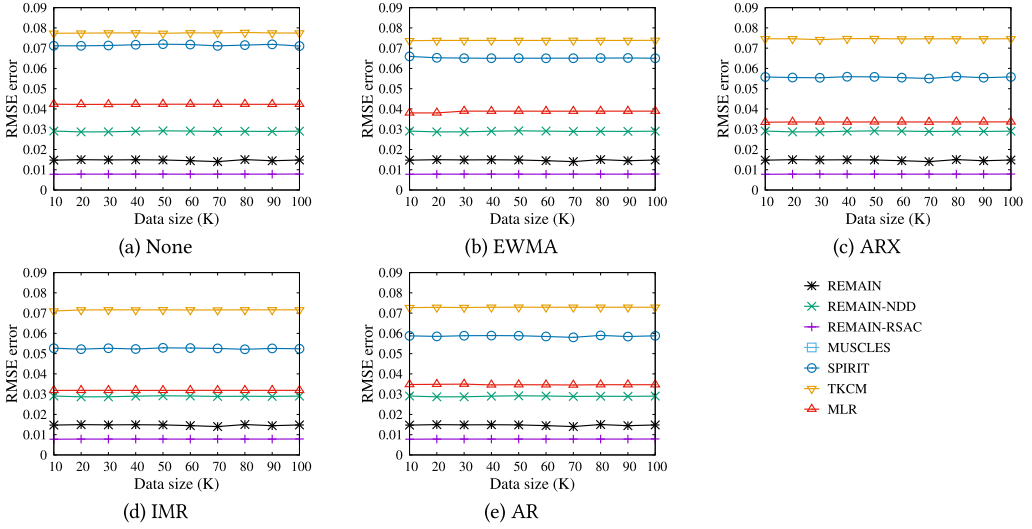 0.09
0.08
0.07
0.06
0.05
0.04
0.03
0.02
0.01
0
RMSE error
10 20 30 40 50 60 70 80 90 100
Data size (K)
(a) None
0.09
0.08
0.07
0.06
0.05
0.04
0.03
0.02
0.01
0
RMSE error
10 20 30 40 50 60 70 80 90 100
Data size (K)
(b) EWMA
0.09
0.08
0.07
0.06
0.05
0.04
0.03
0.02
0.01
0
RMSE error
10 20 30 40 50 60 70 80 90 100
Data size (K)
(c) ARX
0.09
0.08
0.07
0.06
0.05
0.04
0.03
0.02
0.01
0
RMSE error
10 20 30 40 50 60 70 80 90 100
Data size (K)
(d) IMR
0.09
0.08
0.07
0.06
0.05
0.04
0.03
0.02
0.01
0
RMSE error
10 20 30 40 50 60 70 80 90 100
Data size (K)
(e) AR
REMAIN
REMAIN-NDD
REMAIN-RSAC
MUSCLES
SPIRIT
TKCM
MLR